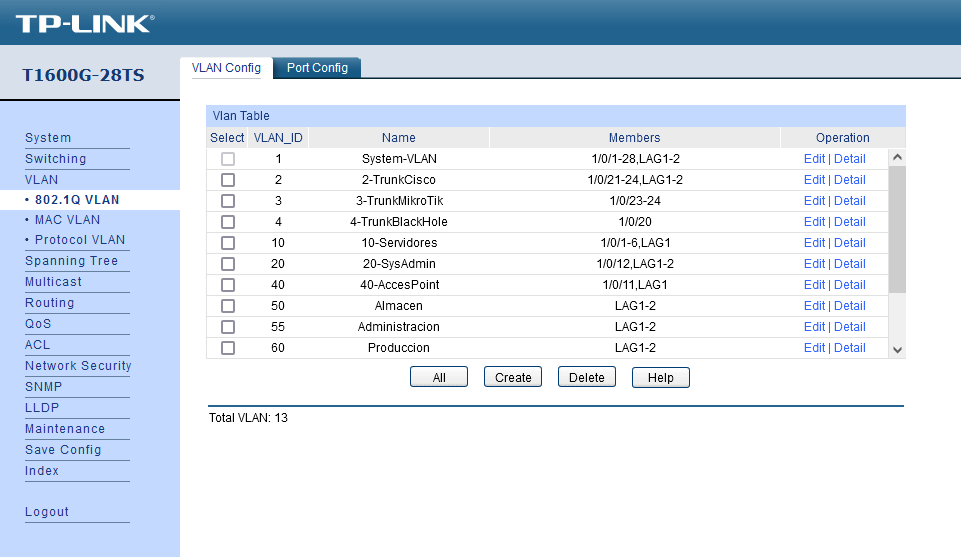 TP-LINK®
T1600G-28TS
VLAN Config Port Config
System
Switching
VLAN
• 802.1Q VLAN
• MAC VLAN
• Protocol VLAN
Spanning Tree
Multicast
Routing
QoS
ACL
Network Security
SNMP
LLDP
Maintenance
Save Config
Index
Logout
Vlan Table
Select VLAN_ID Name Members Operation
1 System-VLAN 1/0/1-28,LAG1-2 Edit | Detail
2 2-TrunkCisco 1/0/21-24,LAG1-2 Edit | Detail
3 3-TrunkMikroTik 1/0/23-24 Edit | Detail
4 4-TrunkBlackHole 1/0/20 Edit | Detail
10 10-Servidores 1/0/1-6,LAG1 Edit | Detail
20 20-SysAdmin 1/0/12,LAG1-2 Edit | Detail
40 40-AccesPoint 1/0/11,LAG1 Edit | Detail
50 Almacen LAG1-2 Edit | Detail
55 Administracion LAG1-2 Edit | Detail
60 Produccion LAG1-2 Edit | Detail
All Create Delete Help
Total VLAN: 13